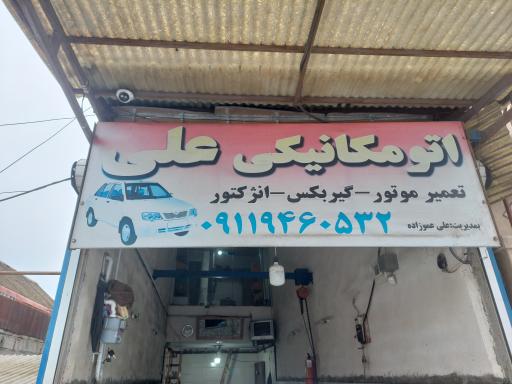 اتومکانیکی علی
تعمیر موتور - گیربکس - انژکتور
بمدیریت: علی عموزاده
۰۹۱۱۹۴۶۰۵۳۲